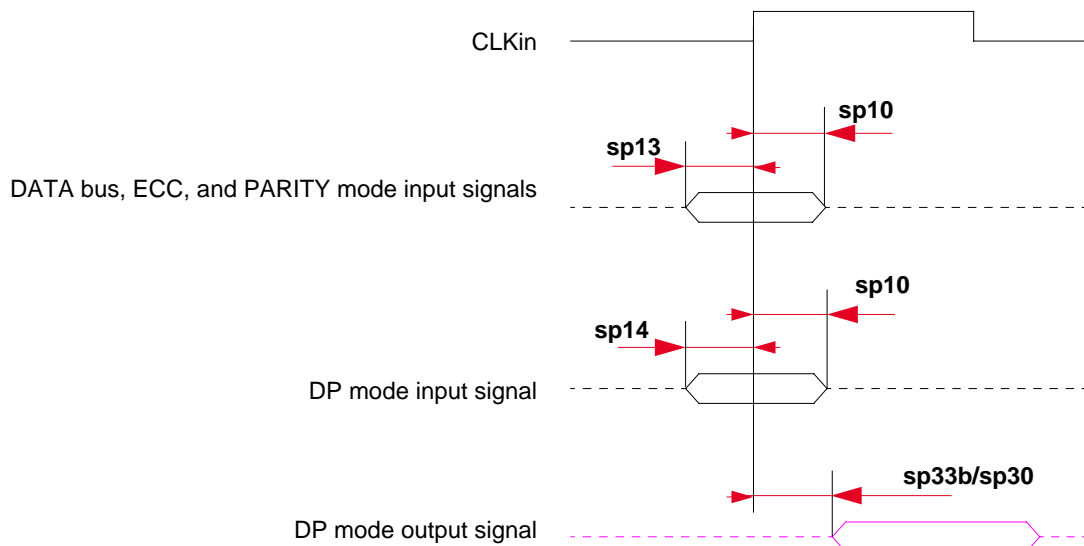 CLKin
sp10
sp13
DATA bus, ECC, and PARITY mode input signals
sp10
sp14
DP mode input signal
sp33b/sp30
DP mode output signal